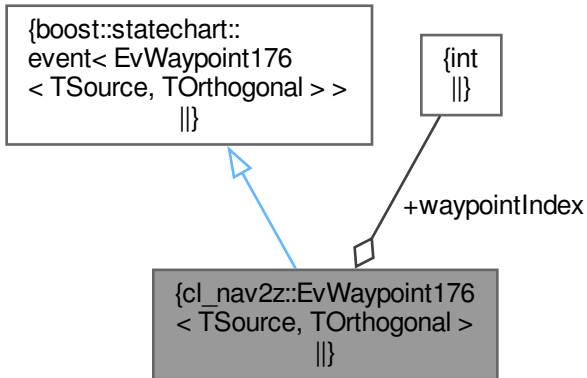 {boost::statechart::
event< EvWaypoint176
< TSource, TOrthogonal > >
||}
{int
||}
+waypointIndex
{cl_nav2z::EvWaypoint176
< TSource, TOrthogonal >
||}